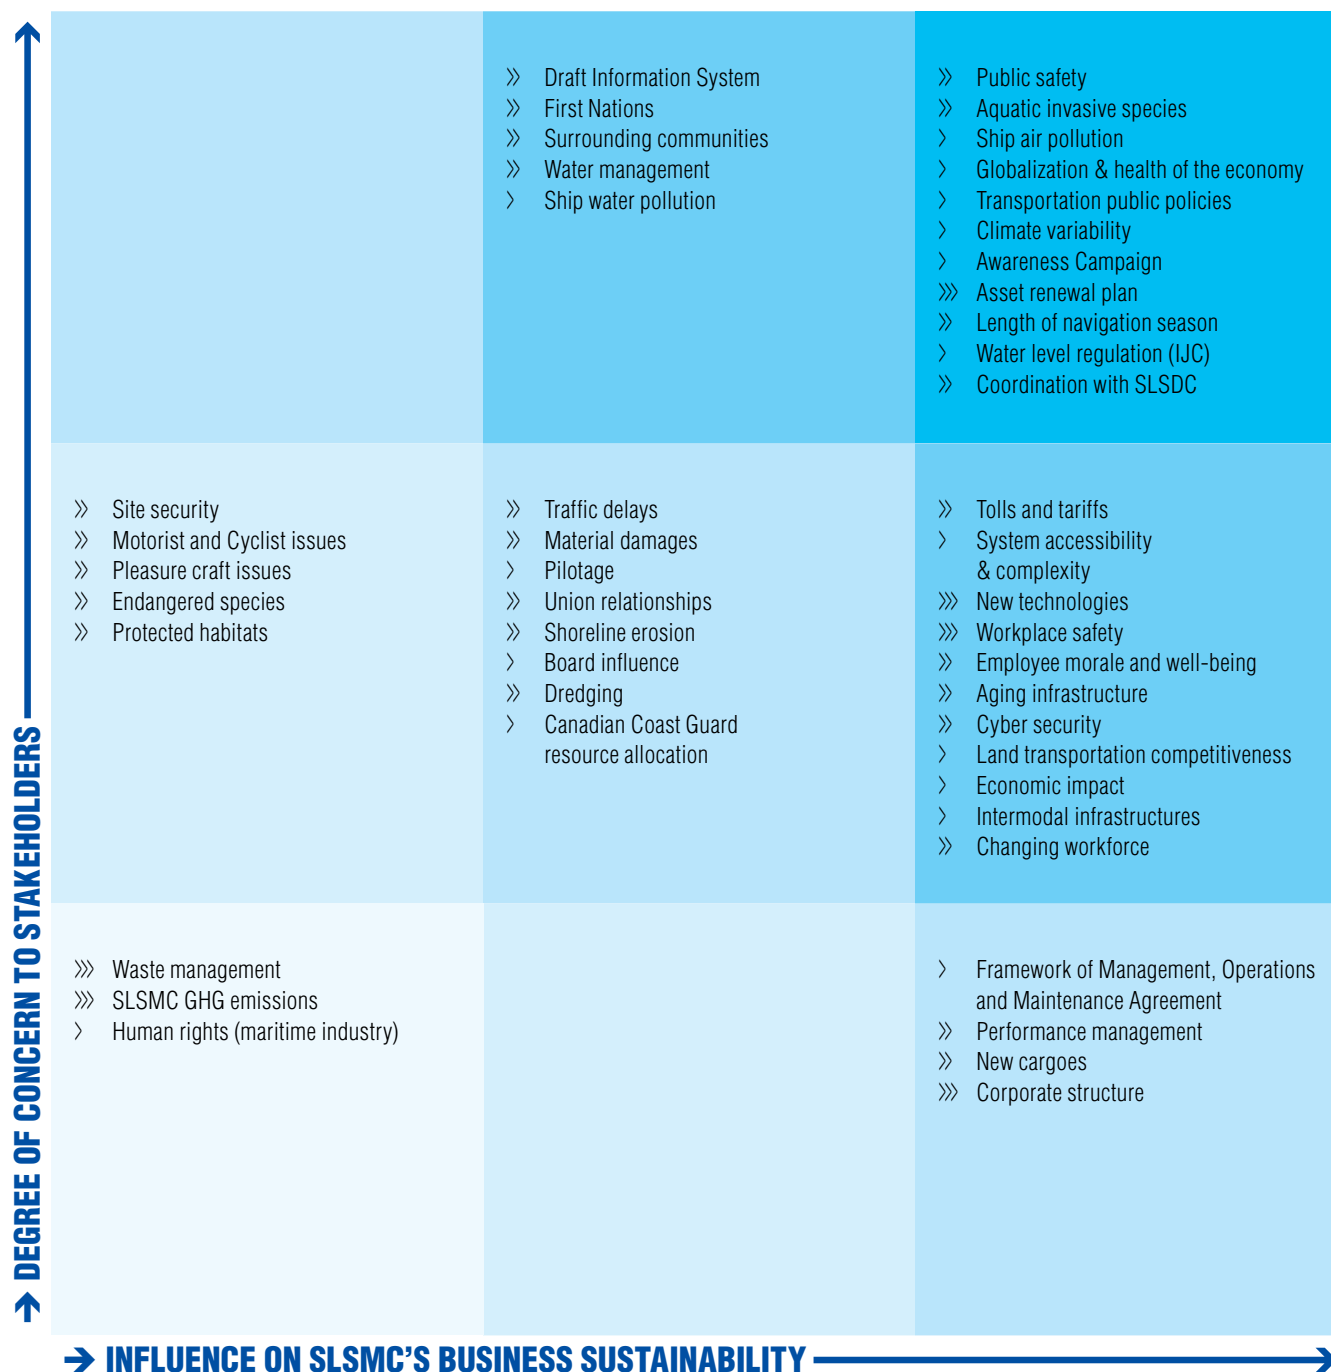 » Draft Information System
» First Nations
» Surrounding communities
» Water management
› Ship water pollution
» Public safety
» Aquatic invasive species
› Ship air pollution
› Globalization & health of the economy
› Transportation public policies
› Climate variability
› Awareness Campaign
»› Asset renewal plan
» Length of navigation season
› Water level regulation (IJC)
» Coordination with SLSDC
» Site security
» Motorist and Cyclist issues
» Pleasure craft issues
» Endangered species
» Protected habitats
» Traffic delays
» Material damages
› Pilotage
» Union relationships
» Shoreline erosion
› Board influence
» Dredging
› Canadian Coast Guard
resource allocation
» Tolls and tariffs
› System accessibility
& complexity
»› New technologies
»› Workplace safety
» Employee morale and well-being
» Aging infrastructure
» Cyber security
› Land transportation competitiveness
› Economic impact
› Intermodal infrastructures
» Changing workforce
»› Waste management
»› SLSMC GHG emissions
› Human rights (maritime industry)
› Framework of Management, Operations
and Maintenance Agreement
» Performance management
» New cargoes
»› Corporate structure
→ DEGREE OF CONCERN TO STAKEHOLDERS
→ INFLUENCE ON SLSMC'S BUSINESS SUSTAINABILITY